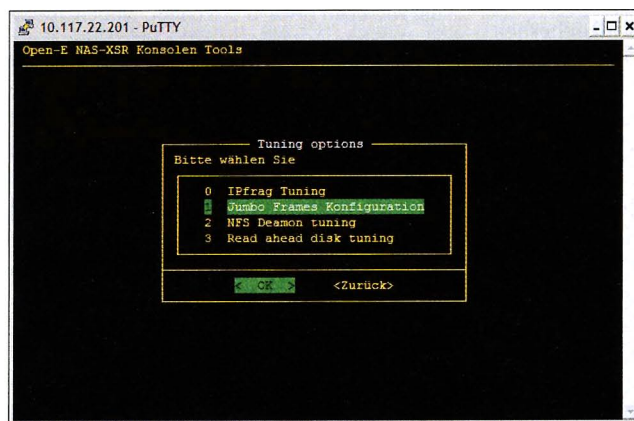 10.117.22.201 - PuTTY
Open-E NAS-XSR Konsolen Tools
Tuning options
Bitte wählen Sie
0 IPfrag Tuning
1 Jumbo Frames Konfiguration
2 NFS Deamon tuning
3 Read ahead disk tuning
< OK > <Zurück>